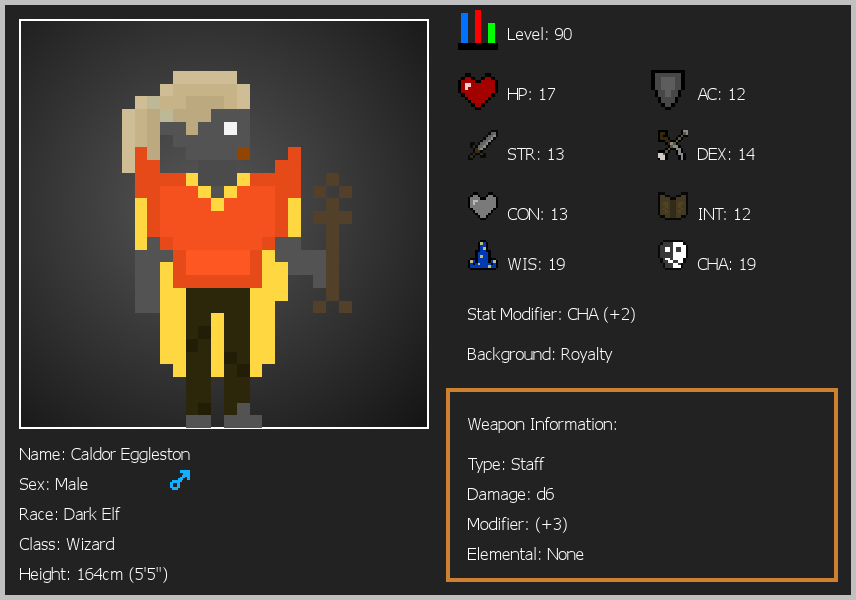 Level: 90
HP: 17
AC: 12
STR: 13
DEX: 14
CON: 13
INT: 12
WIS: 19
CHA: 19
Stat Modifier: CHA (+2)
Background: Royalty
Weapon Information:
Type: Staff
Damage: d6
Modifier: (+3)
Elemental: None
Name: Caldor Eggleston
Sex: Male
Race: Dark Elf
Class: Wizard
Height: 164cm (5'5")